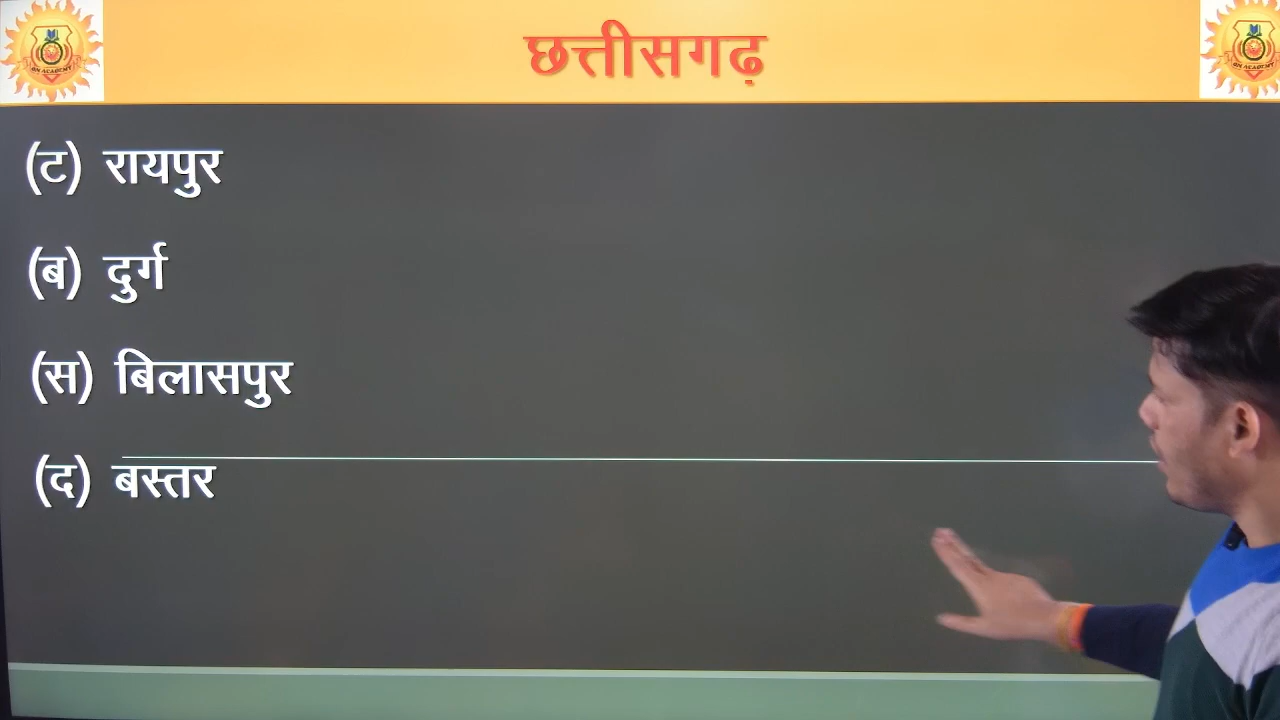 छत्तीसगढ़
(ट) रायपुर
(ब) दुर्ग
(स) बिलासपुर
(द) बस्तर